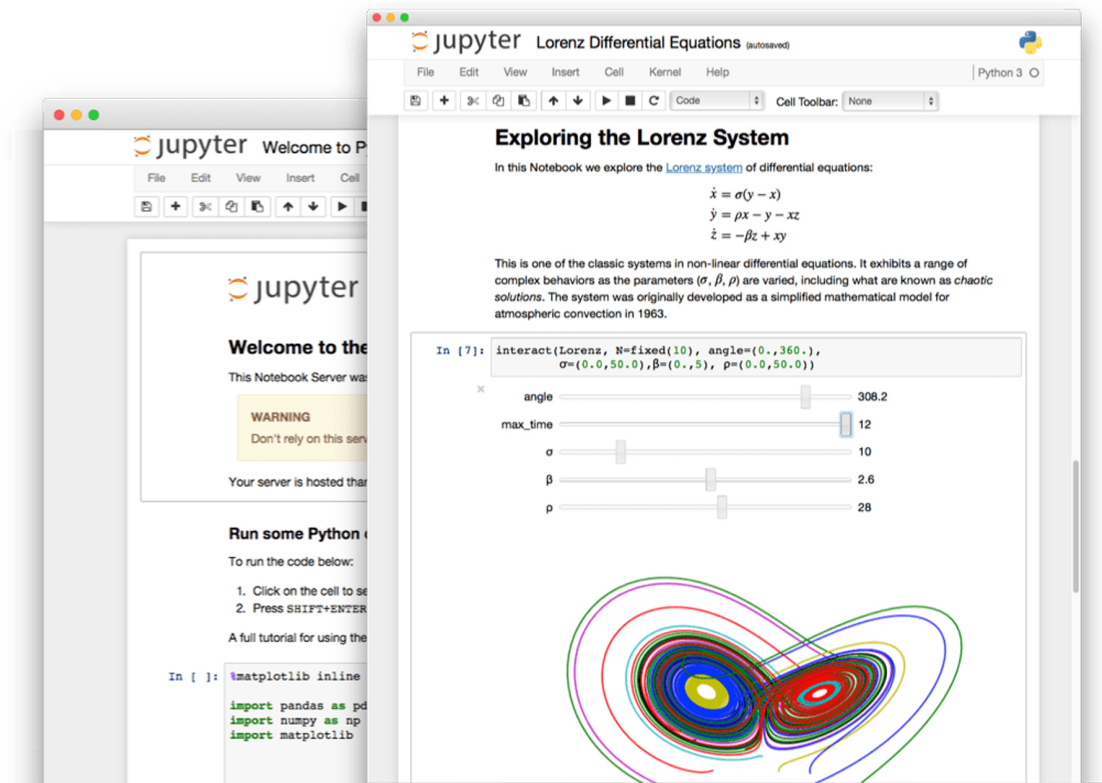 jupyter Lorenz Differential Equations (autosaved)
File Edit View Insert Cell Kernel Help Python 3
Code Cell Toolbar: None
Exploring the Lorenz System
In this Notebook we explore the Lorenz system of differential equations:
ẋ = σ(y − x)
ẏ = ρx − y − xz
ż = −βz + xy
This is one of the classic systems in non-linear differential equations. It exhibits a range of
complex behaviors as the parameters (σ, β, ρ) are varied, including what are known as chaotic
solutions. The system was originally developed as a simplified mathematical model for
atmospheric convection in 1963.
In [7]: interact(Lorenz, N=fixed(10), angle=(0.,360.),
σ=(0.0,50.0),β=(0.,5), ρ=(0.0,50.0))
angle 308.2
max_time 12
σ 10
β 2.6
ρ 28
jupyter Welcome to P
File Edit View Insert Cell
jupyter
Welcome to the
This Notebook Server was
WARNING
Don't rely on this serv
Your server is hosted than
Run some Python
To run the code below:
1. Click on the cell to se
2. Press SHIFT+ENTER
A full tutorial for using the
In [ ]: %matplotlib inline
import pandas as pd
import numpy as np
import matplotlib